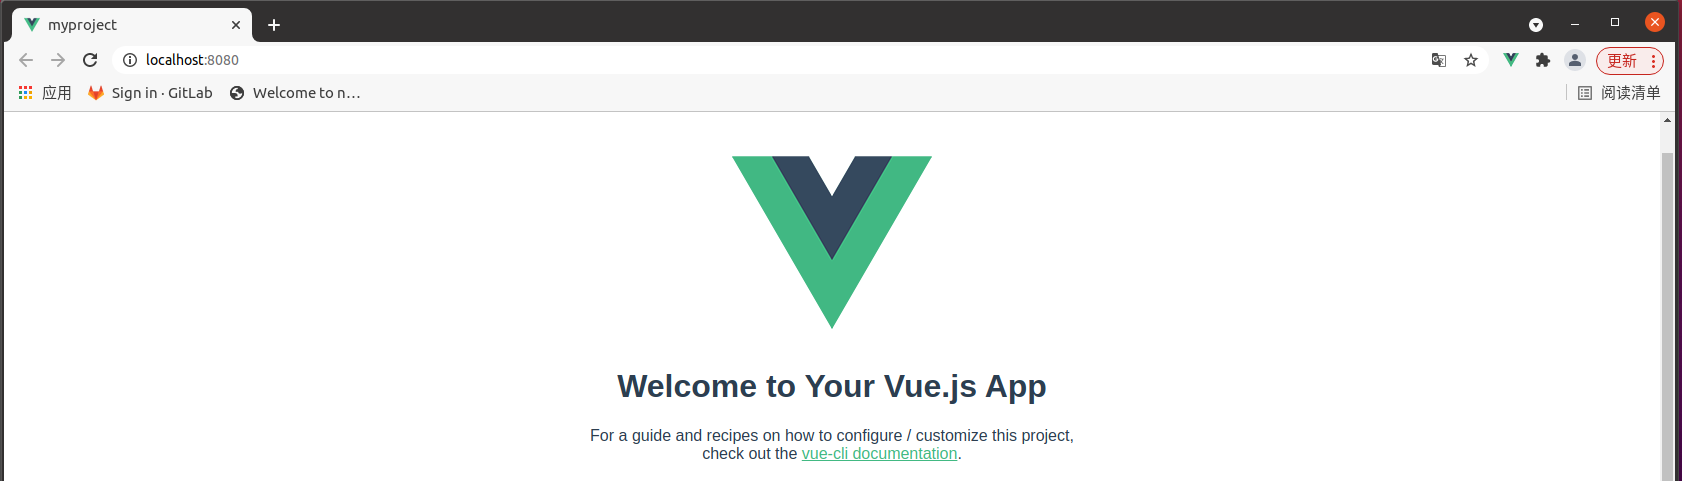 myproject
localhost:8080
更新
应用 Sign in · GitLab Welcome to n... 阅读清单
Welcome to Your Vue.js App
For a guide and recipes on how to configure / customize this project,
check out the vue-cli documentation.